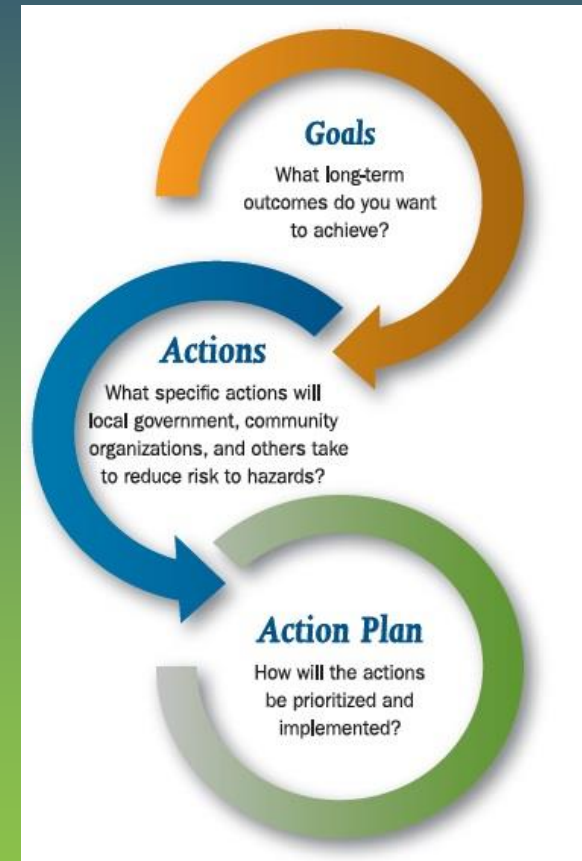 Goals
What long-term
outcomes do you want
to achieve?
Actions
What specific actions will
local government, community
organizations, and others take
to reduce risk to hazards?
Action Plan
How will the actions
be prioritized and
implemented?